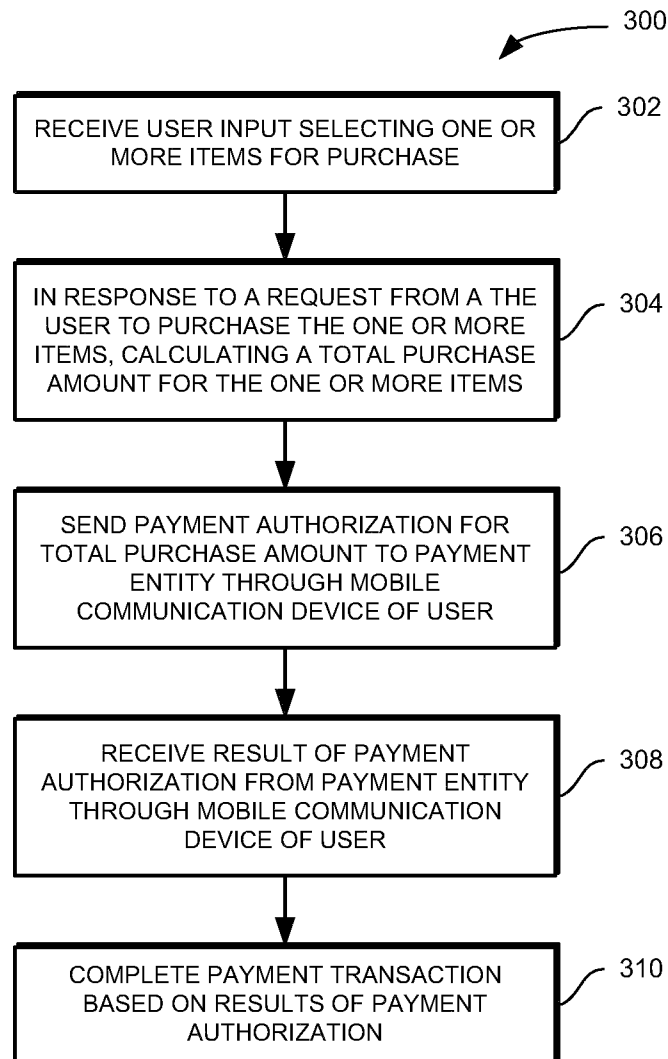 300
RECEIVE USER INPUT SELECTING ONE OR
MORE ITEMS FOR PURCHASE
302
IN RESPONSE TO A REQUEST FROM A THE
USER TO PURCHASE THE ONE OR MORE
ITEMS, CALCULATING A TOTAL PURCHASE
AMOUNT FOR THE ONE OR MORE ITEMS
304
SEND PAYMENT AUTHORIZATION FOR
TOTAL PURCHASE AMOUNT TO PAYMENT
ENTITY THROUGH MOBILE
COMMUNICATION DEVICE OF USER
306
RECEIVE RESULT OF PAYMENT
AUTHORIZATION FROM PAYMENT ENTITY
THROUGH MOBILE COMMUNICATION
DEVICE OF USER
308
COMPLETE PAYMENT TRANSACTION
BASED ON RESULTS OF PAYMENT
AUTHORIZATION
310